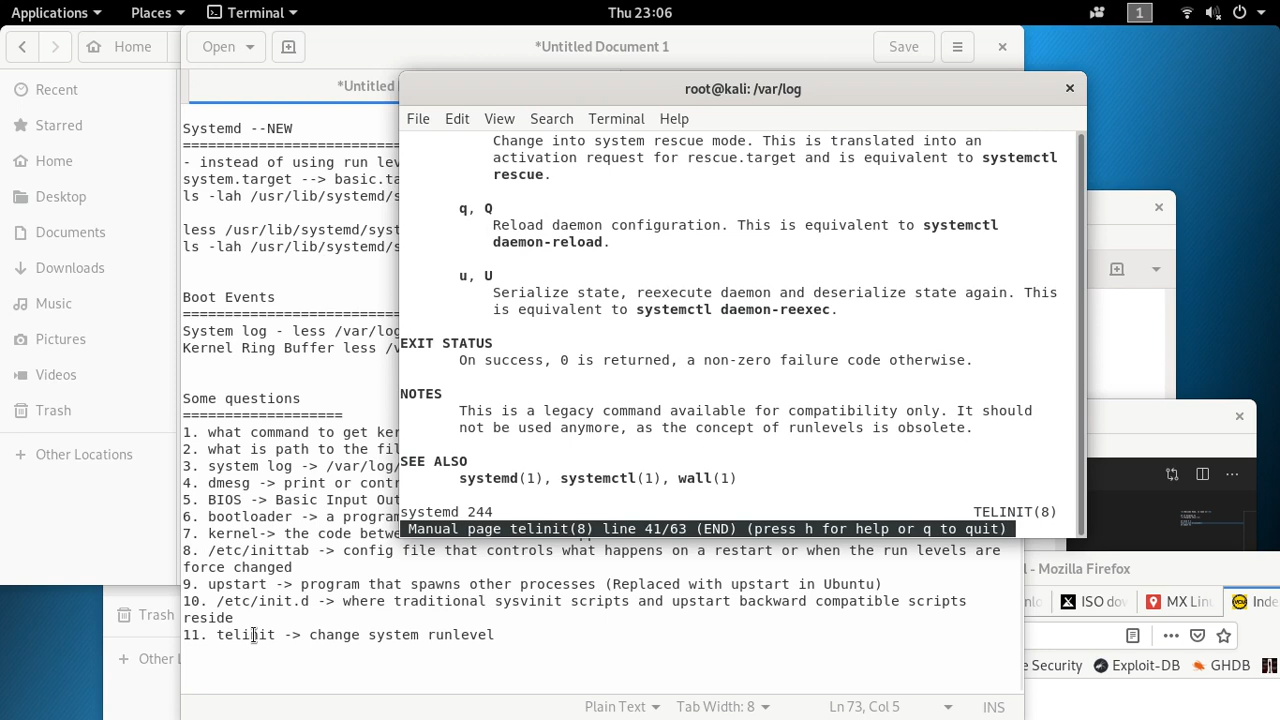 Applications Places Terminal Thu 23:06 1
Home Open *Untitled Document 1 Save
*Untitled
Recent
Starred
Home
Desktop
Documents
Downloads
Music
Pictures
Videos
Trash
Other Locations
Systemd --NEW
- instead of using run
system.target --> basic.
ls -lah /usr/lib/systemd/
less /usr/lib/systemd/
ls -lah /usr/lib/systemd/
Boot Events
System log - less
Kernel Ring Buffer less
Some questions
===================
1. what command to get
2. what is path to the
3. system log -> /var/log/
4. dmesg -> print or
5. BIOS -> Basic Input
6. bootloader -> a
7. kernel-> the code
8. /etc/inittab -> config file that controls what happens on a restart or when the run levels are
force changed
9. upstart -> program that spawns other processes (Replaced with upstart in Ubuntu)
10. /etc/init.d -> where traditional sysvinit scripts and upstart backward compatible scripts
reside
11. telinit -> change system runlevel
Plain Text Tab Width: 8 Ln 73, Col 5 INS
root@kali: /var/log
File Edit View Search Terminal Help
Change into system rescue mode. This is translated into an
activation request for rescue.target and is equivalent to systemctl
rescue.
q, Q
Reload daemon configuration. This is equivalent to systemctl
daemon-reload.
u, U
Serialize state, reexecute daemon and deserialize state again. This
is equivalent to systemctl daemon-reexec.
EXIT STATUS
On success, 0 is returned, a non-zero failure code otherwise.
NOTES
This is a legacy command available for compatibility only. It should
not be used anymore, as the concept of runlevels is obsolete.
SEE ALSO
systemd(1), systemctl(1), wall(1)
systemd 244 TELINIT(8)
Manual page telinit(8) line 41/63 (END) (press h for help or q to quit)
Trash
Other
- Mozilla Firefox
ISO MX
Security Exploit-DB GHDB